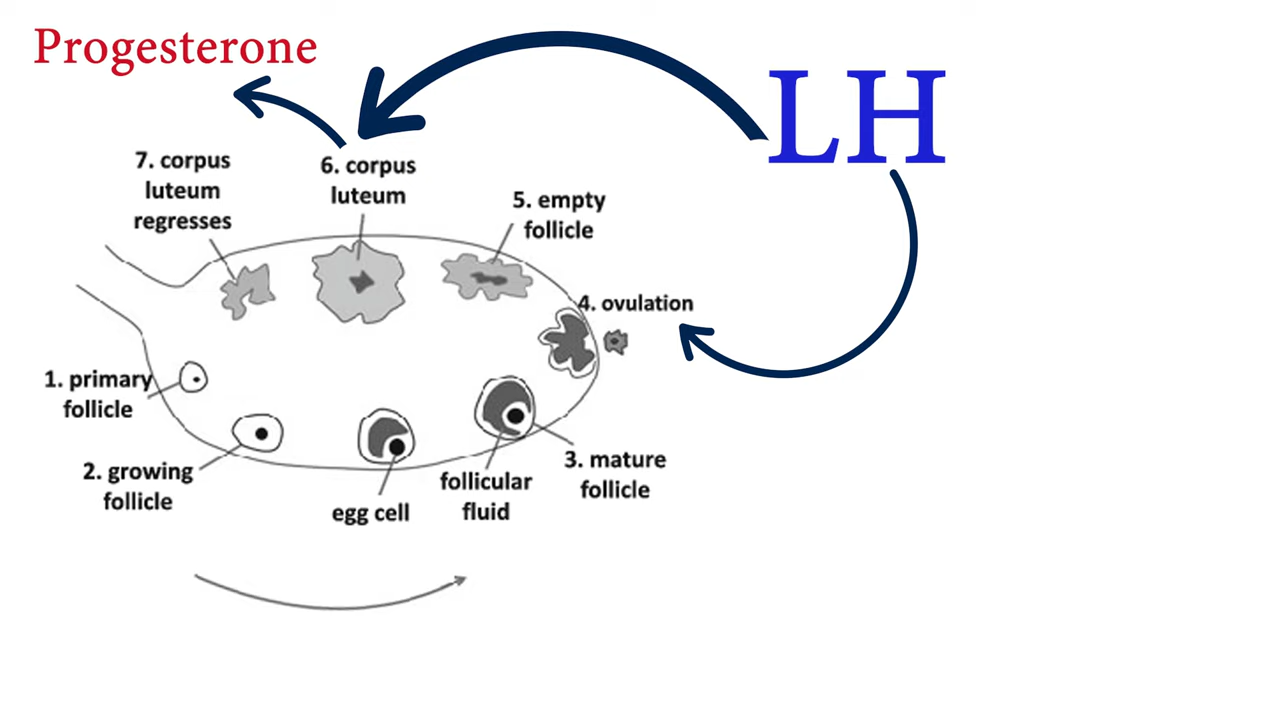 Progesterone
LH
7. corpus
luteum
regresses
6. corpus
luteum
5. empty
follicle
4. ovulation
1. primary
follicle
2. growing
follicle
egg cell
follicular
fluid
3. mature
follicle